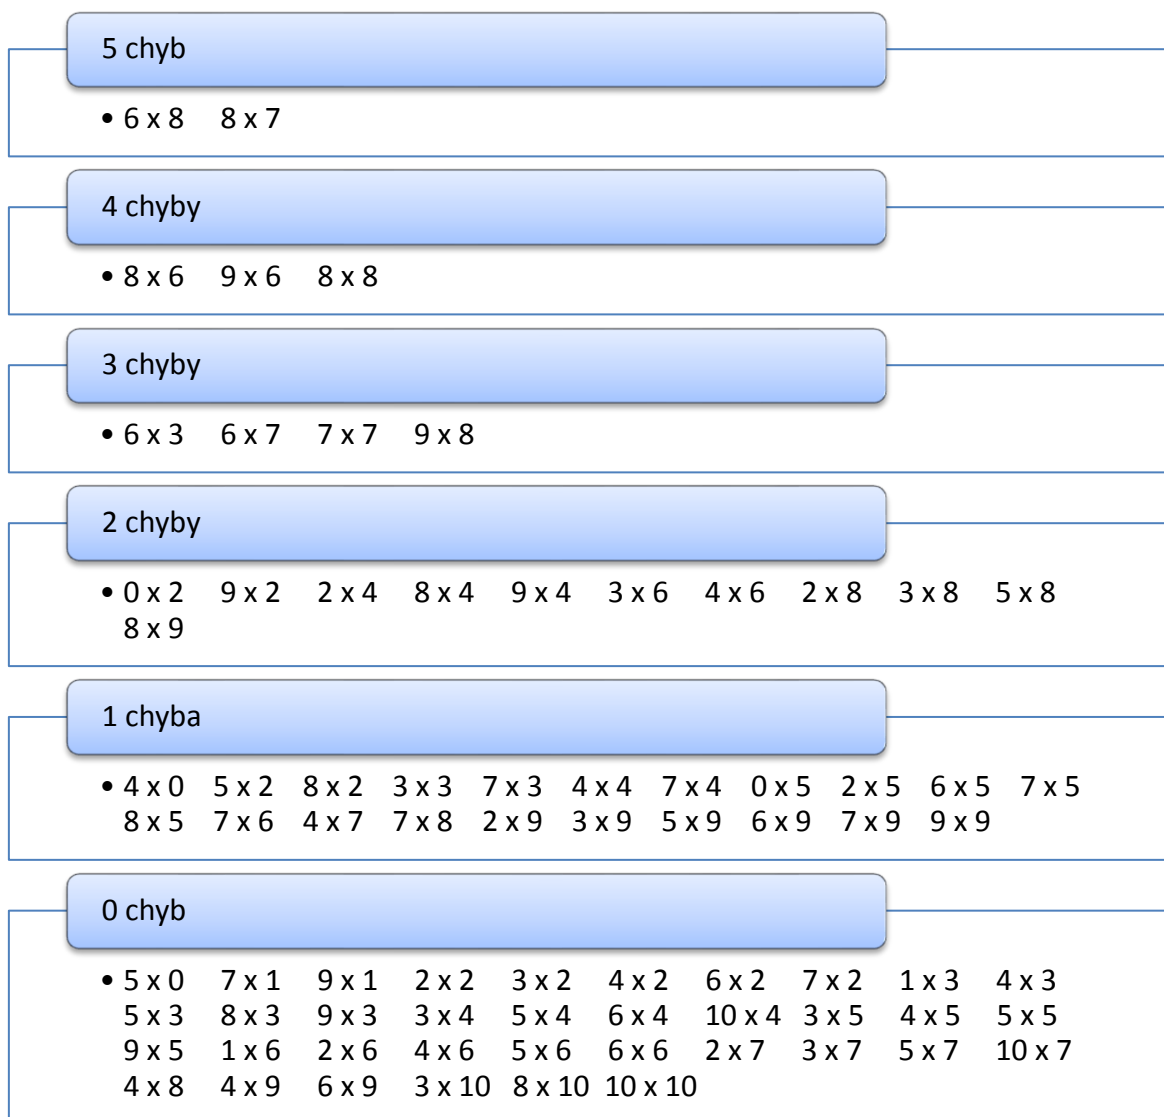 5 chyb
• 6 x 8 8 x 7
4 chyby
• 8 x 6 9 x 6 8 x 8
3 chyby
• 6 x 3 6 x 7 7 x 7 9 x 8
2 chyby
• 0 x 2 9 x 2 2 x 4 8 x 4 9 x 4 3 x 6 4 x 6 2 x 8 3 x 8 5 x 8
8 x 9
1 chyba
• 4 x 0 5 x 2 8 x 2 3 x 3 7 x 3 4 x 4 7 x 4 0 x 5 2 x 5 6 x 5 7 x 5
8 x 5 7 x 6 4 x 7 7 x 8 2 x 9 3 x 9 5 x 9 6 x 9 7 x 9 9 x 9
0 chyb
• 5 x 0 7 x 1 9 x 1 2 x 2 3 x 2 4 x 2 6 x 2 7 x 2 1 x 3 4 x 3
5 x 3 8 x 3 9 x 3 3 x 4 5 x 4 6 x 4 10 x 4 3 x 5 4 x 5 5 x 5
9 x 5 1 x 6 2 x 6 4 x 6 5 x 6 6 x 6 2 x 7 3 x 7 5 x 7 10 x 7
4 x 8 4 x 9 6 x 9 3 x 10 8 x 10 10 x 10